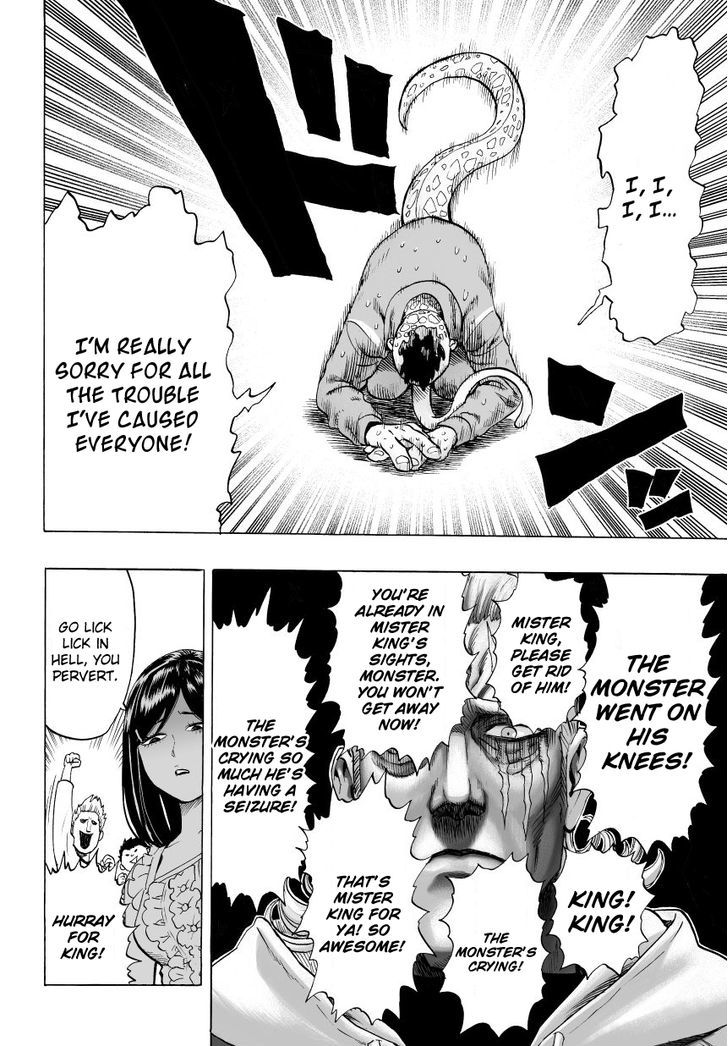 I, I,
I, I...
I'M REALLY
SORRY FOR ALL
THE TROUBLE
I'VE CAUSED
EVERYONE!
ド
ドン
THE
MONSTER
WENT ON
HIS
KNEES!
MISTER
KING,
PLEASE
GET RID
OF HIM!
YOU'RE
ALREADY IN
MISTER
KING'S
SIGHTS,
MONSTER.
YOU WON'T
GET AWAY
NOW!
THE
MONSTER'S
CRYING SO
MUCH HE'S
HAVING A
SEIZURE!
KING!
KING!
THE
MONSTER'S
CRYING!
THAT'S
MISTER
KING FOR
YA! SO
AWESOME!
GO LICK
LICK IN
HELL, YOU
PERVERT.
HURRAY
FOR
KING!